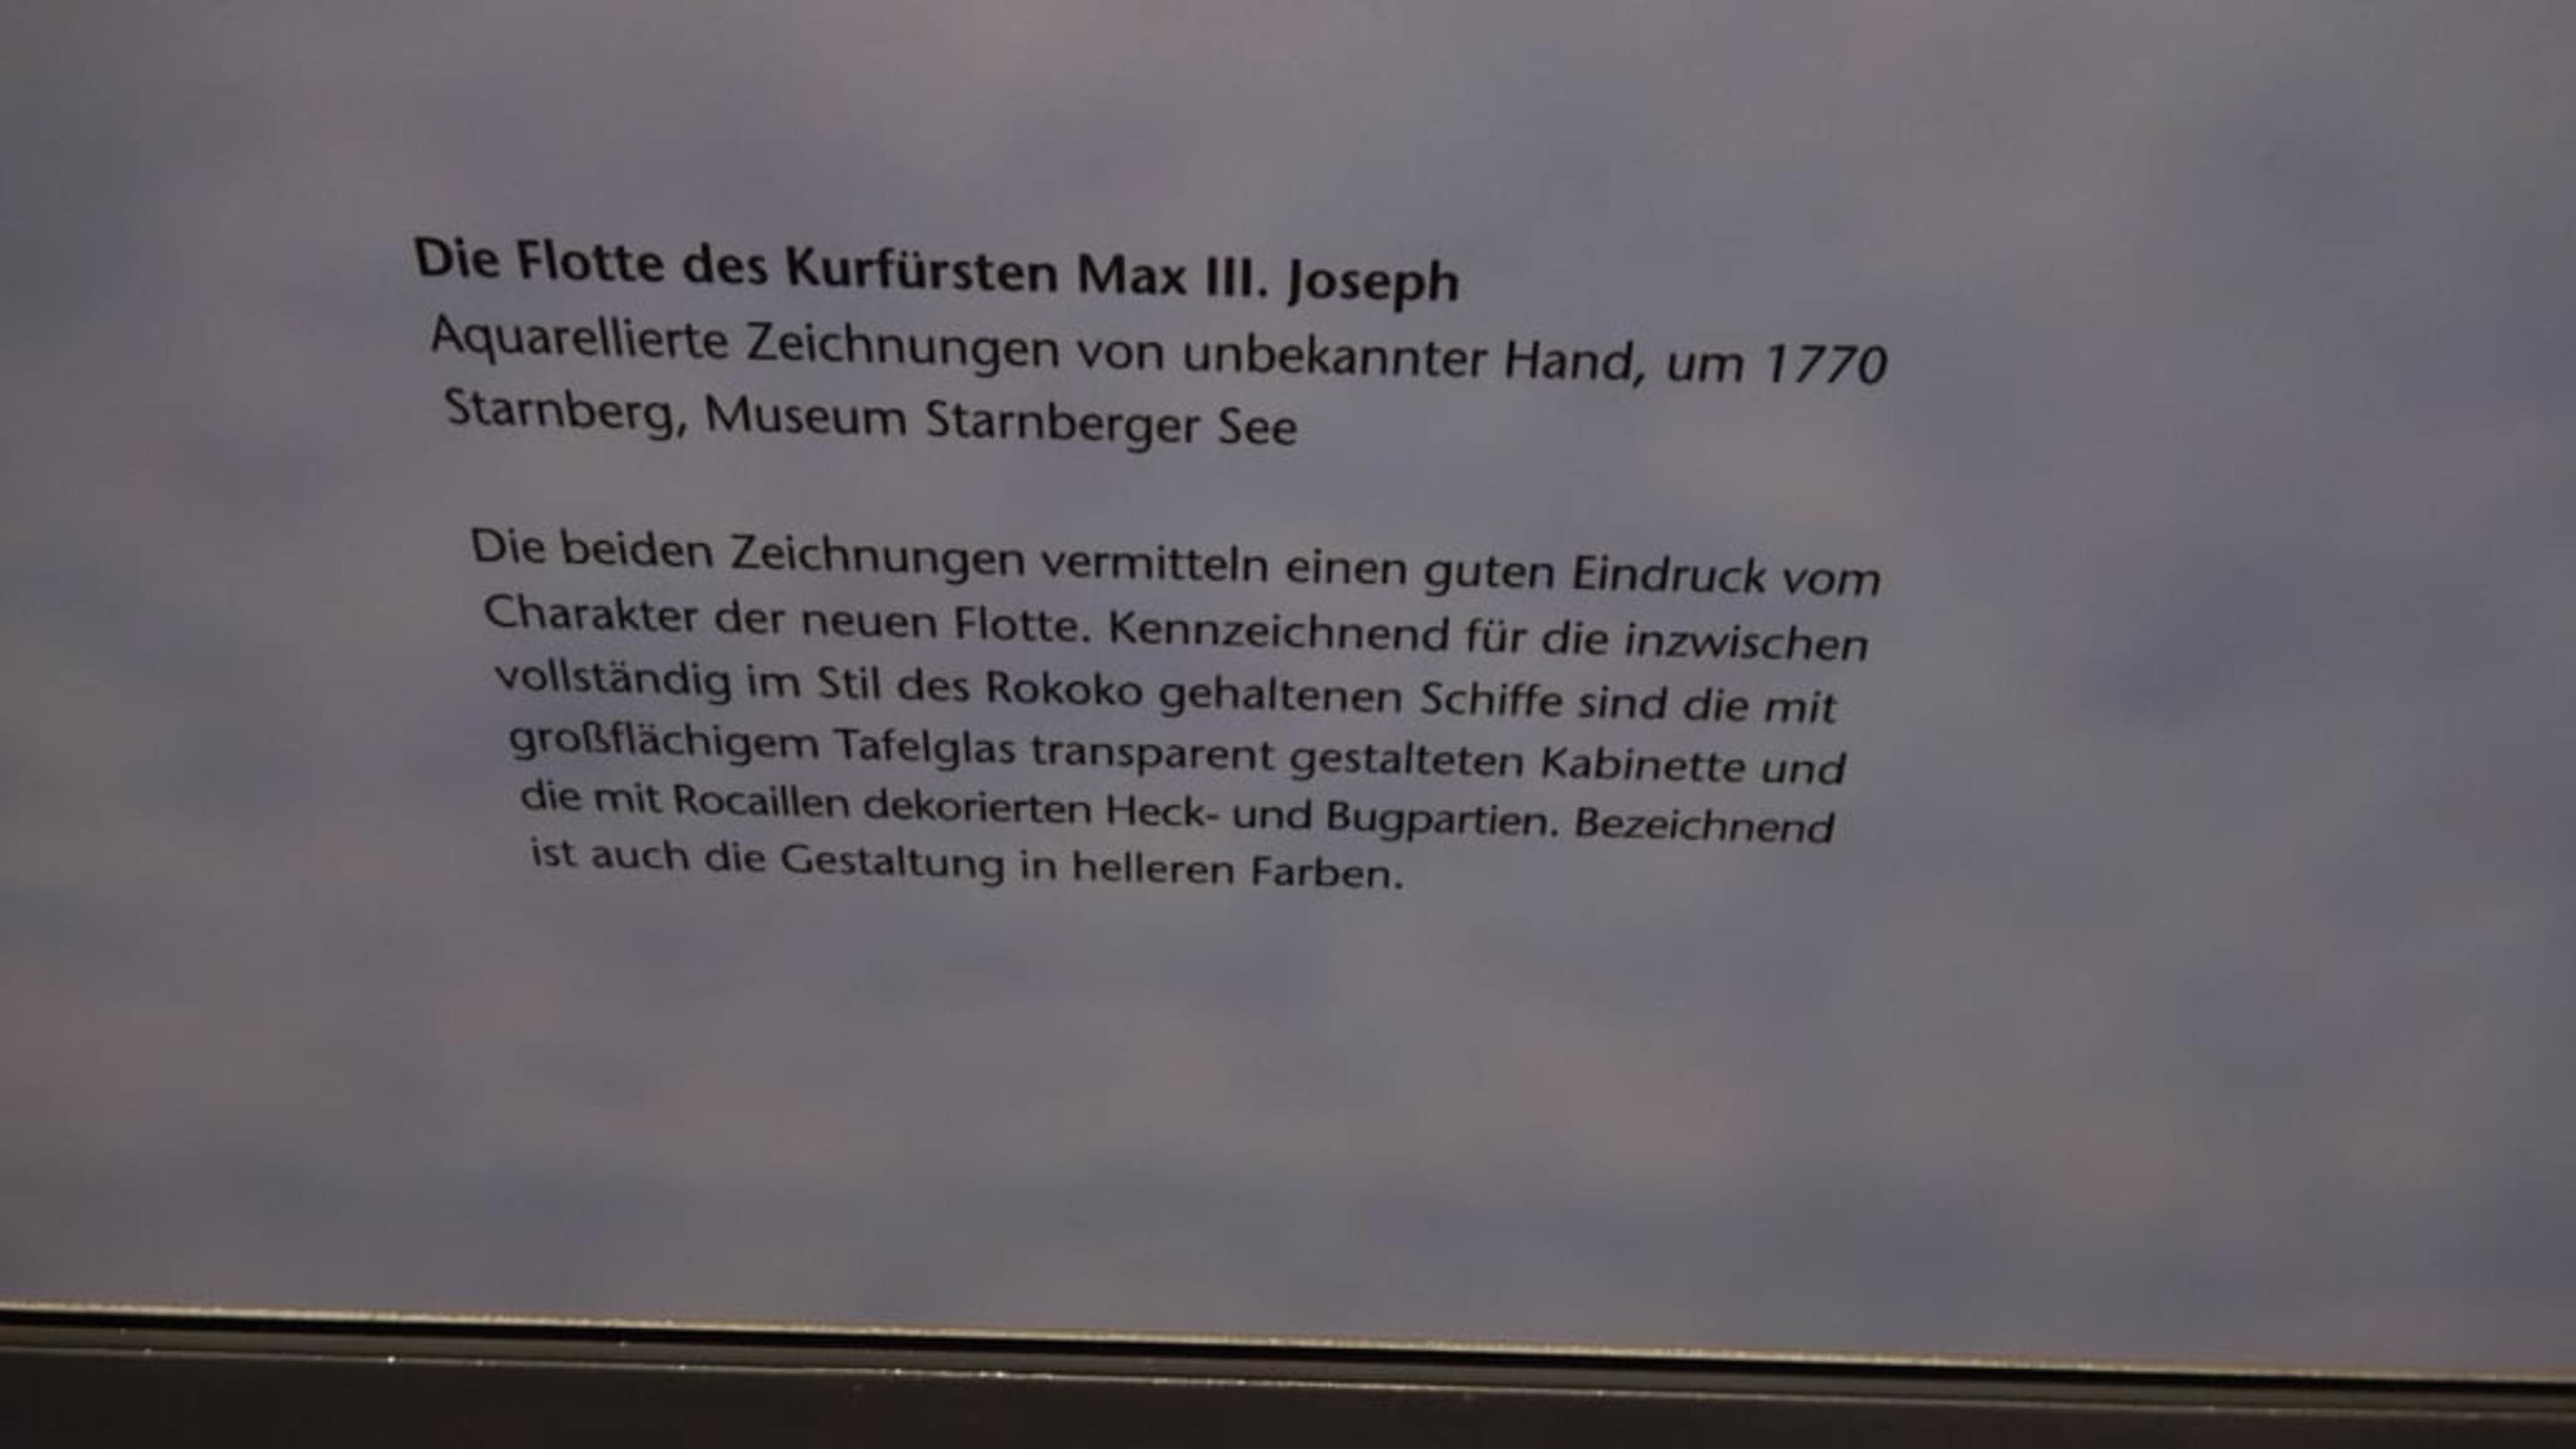 Die Flotte des Kurfürsten Max III. Joseph
Aquarellierte Zeichnungen von unbekannter Hand, um 1770
Starnberg, Museum Starnberger See
Die beiden Zeichnungen vermitteln einen guten Eindruck vom
Charakter der neuen Flotte. Kennzeichnend für die inzwischen
vollständig im Stil des Rokoko gehaltenen Schiffe sind die mit
großflächigem Tafelglas transparent gestalteten Kabinette und
die mit Rocaillen dekorierten Heck- und Bugpartien. Bezeichnend
ist auch die Gestaltung in helleren Farben.